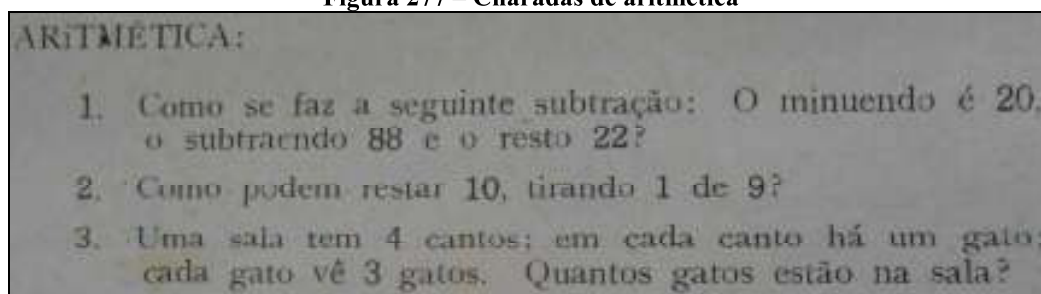 Figura 277 – Charadas de aritmética
ARITMÉTICA:
1. Como se faz a seguinte subtração: O minuendo é 20,
o subtraendo 88 e o resto 22?
2. Como podem restar 10, tirando 1 de 9?
3. Uma sala tem 4 cantos; em cada canto há um gato;
cada gato vê 3 gatos. Quantos gatos estão na sala?